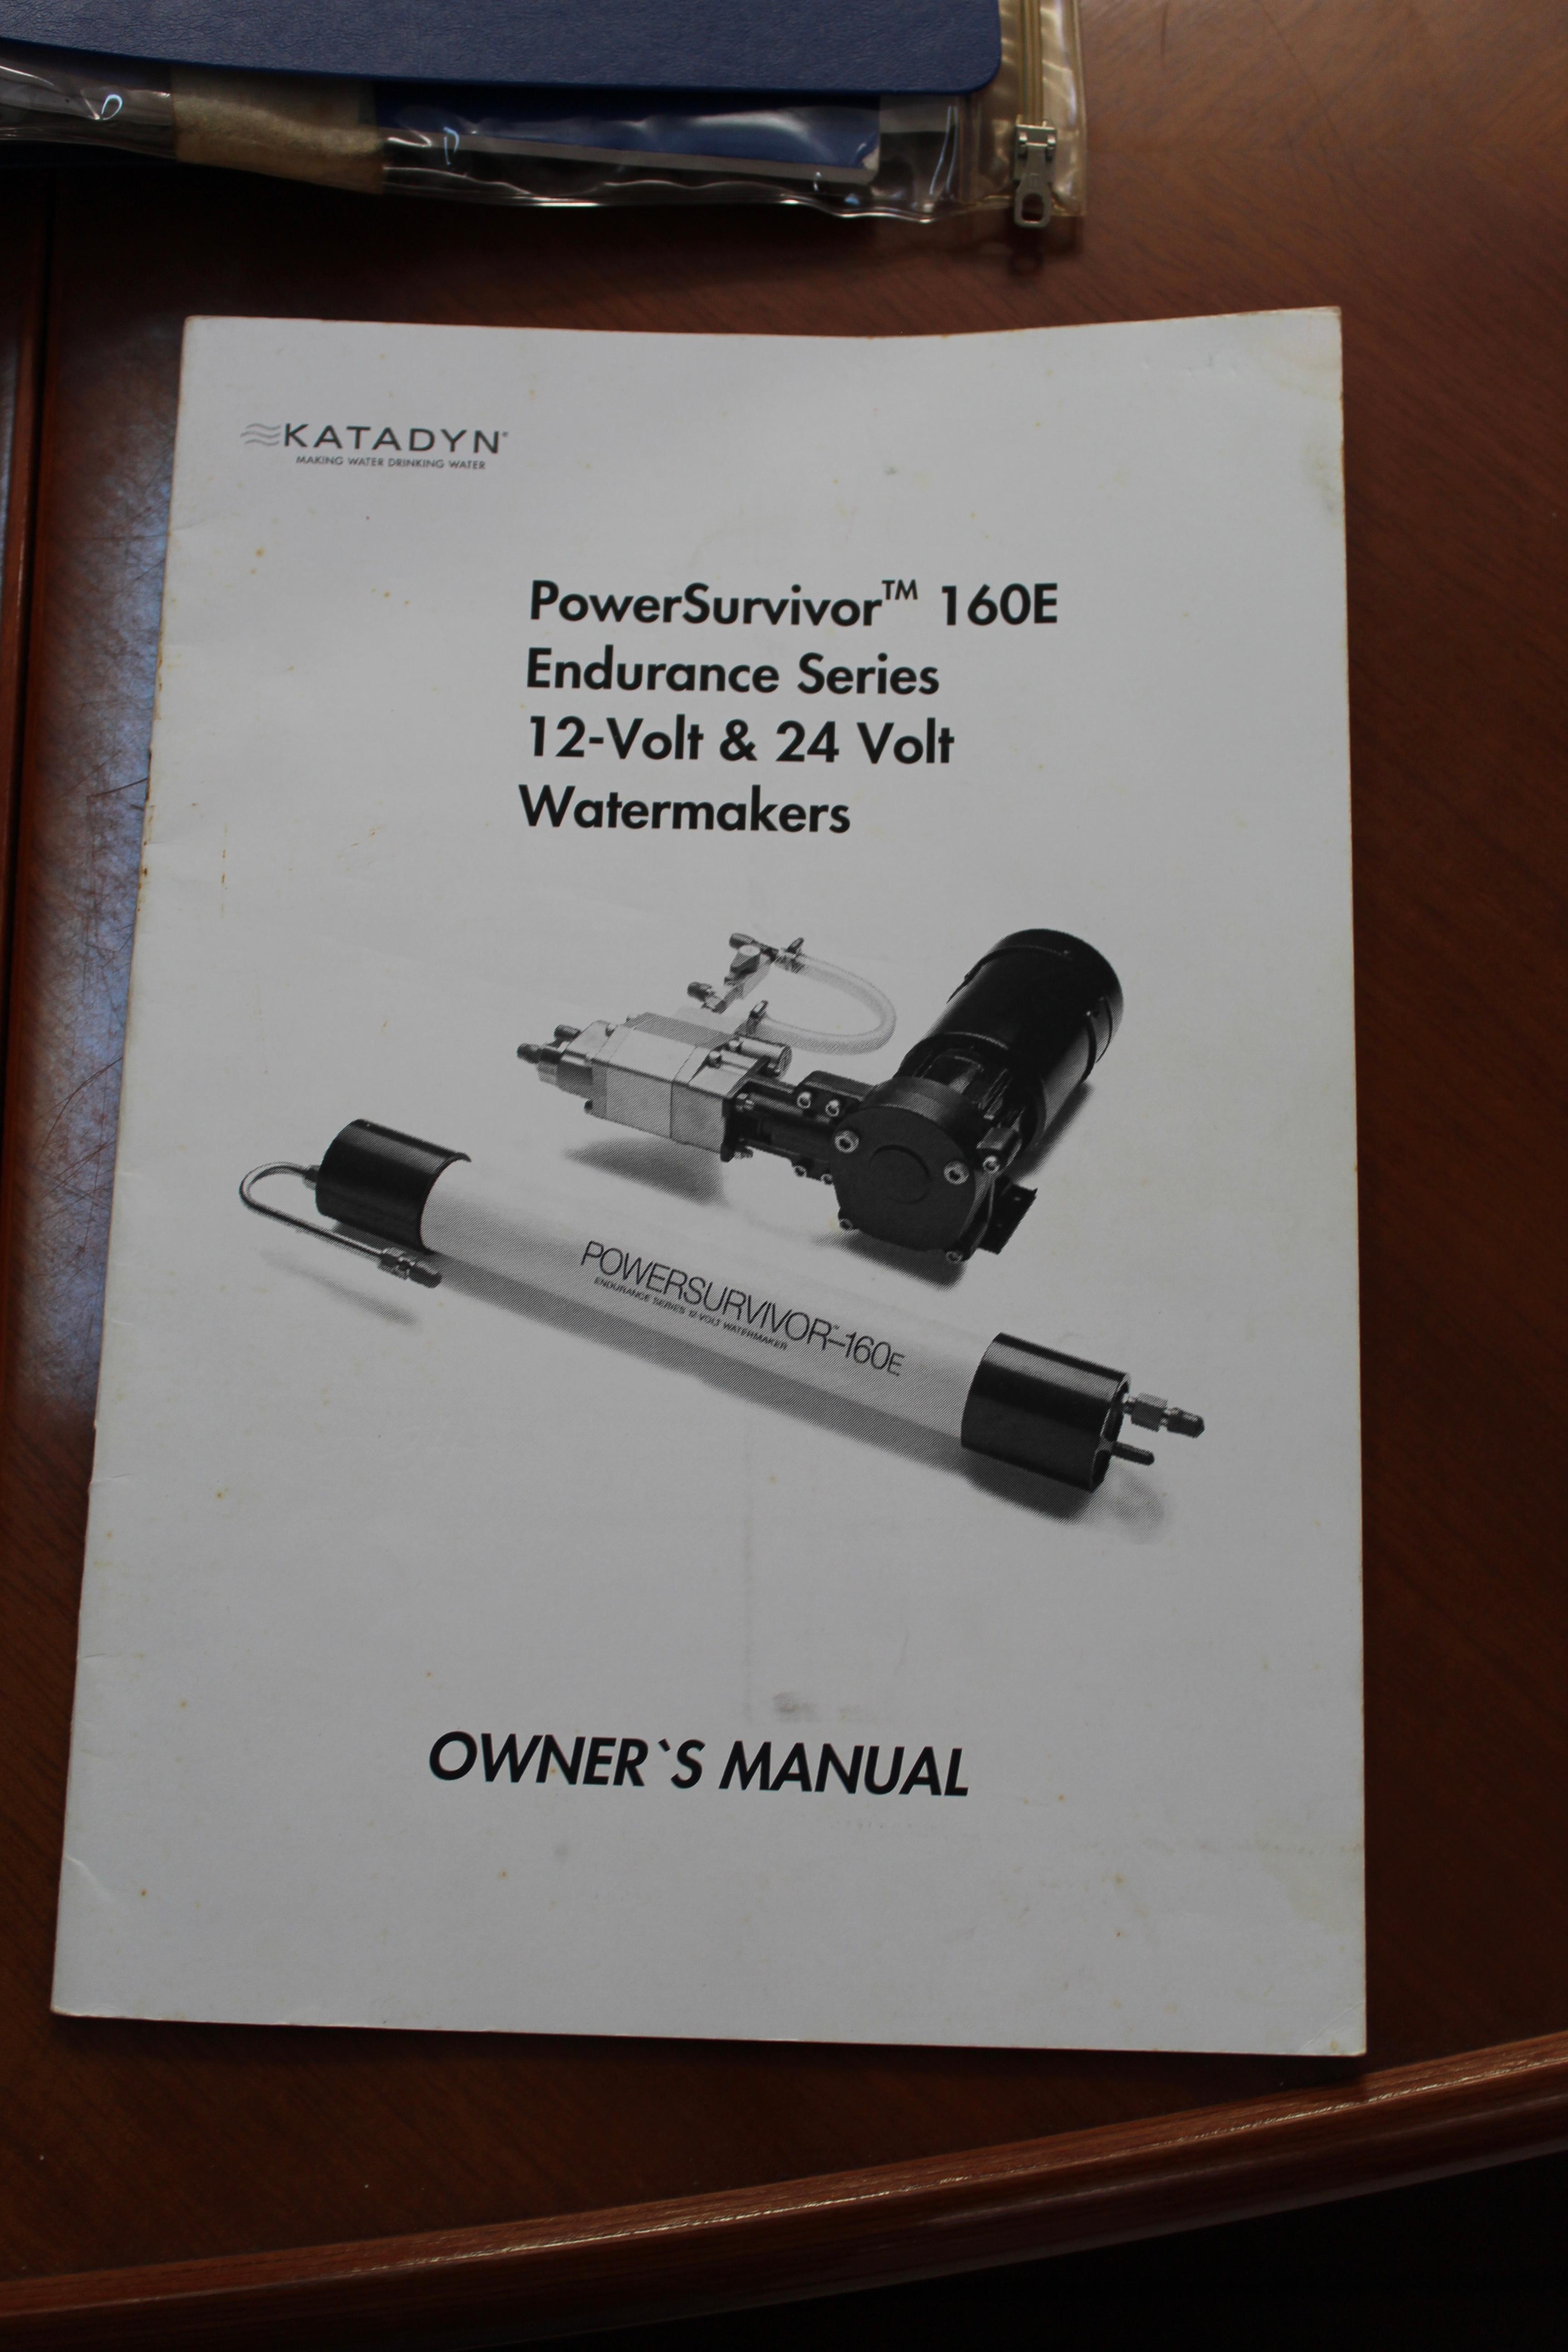 KATADYN®
MAKING WATER DRINKING WATER
PowerSurvivor™ 160E
Endurance Series
12-Volt & 24 Volt
Watermakers
POWERSURVIVOR™-160E
ENDURANCE SERIES 12-VOLT WATERMAKER
OWNER`S MANUAL